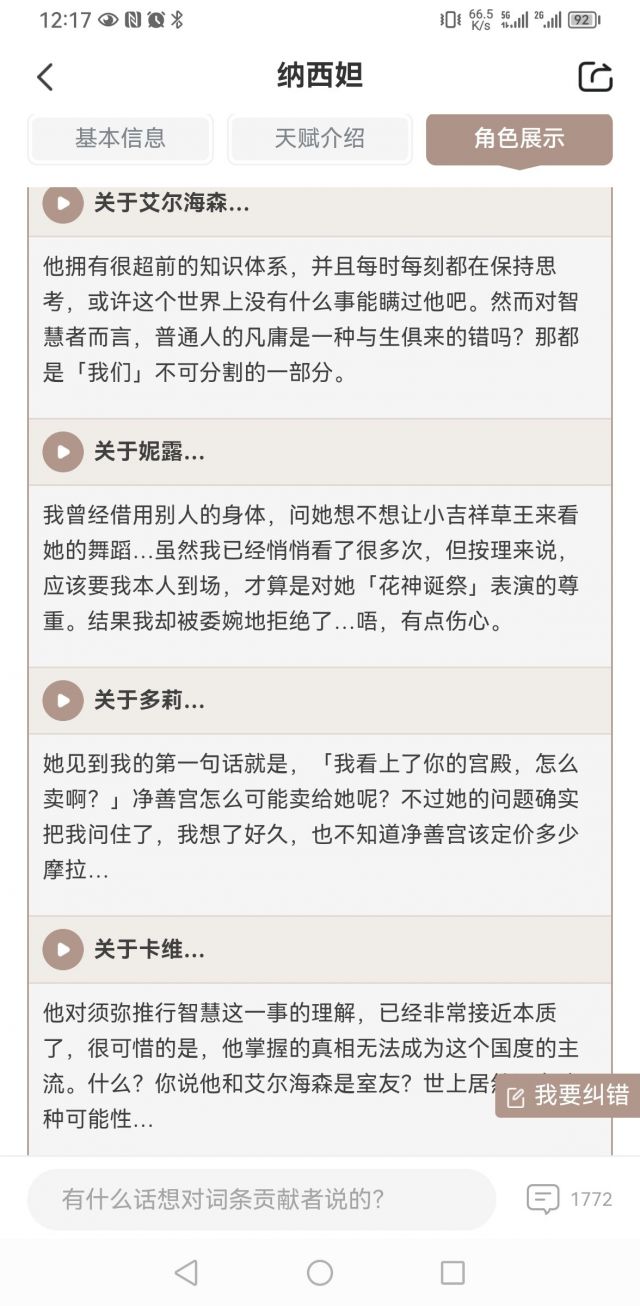 12:17
66.5
K/s
5G
2G
92
纳西妲
基本信息
天赋介绍
角色展示
关于艾尔海森…
他拥有很超前的知识体系，并且每时每刻都在保持思
考，或许这个世界上没有什么事能瞒过他吧。然而对智
慧者而言，普通人的凡庸是一种与生俱来的错吗？那都
是「我们」不可分割的一部分。
关于妮露…
我曾经借用别人的身体，问她想不想让小吉祥草王来看
她的舞蹈…虽然我已经悄悄看了很多次，但按理来说，
应该要我本人到场，才算是对她「花神诞祭」表演的尊
重。结果我却被委婉地拒绝了…唔，有点伤心。
关于多莉…
她见到我的第一句话就是，「我看上了你的宫殿，怎么
卖啊？」净善宫怎么可能卖给她呢？不过她的问题确实
把我问住了，我想了好久，也不知道净善宫该定价多少
摩拉…
关于卡维…
他对须弥推行智慧这一事的理解，已经非常接近本质
了，很可惜的是，他掌握的真相无法成为这个国度的主
流。什么？你说他和艾尔海森是室友？世上居
我要纠错
种可能性…
有什么话想对词条贡献者说的？
1772